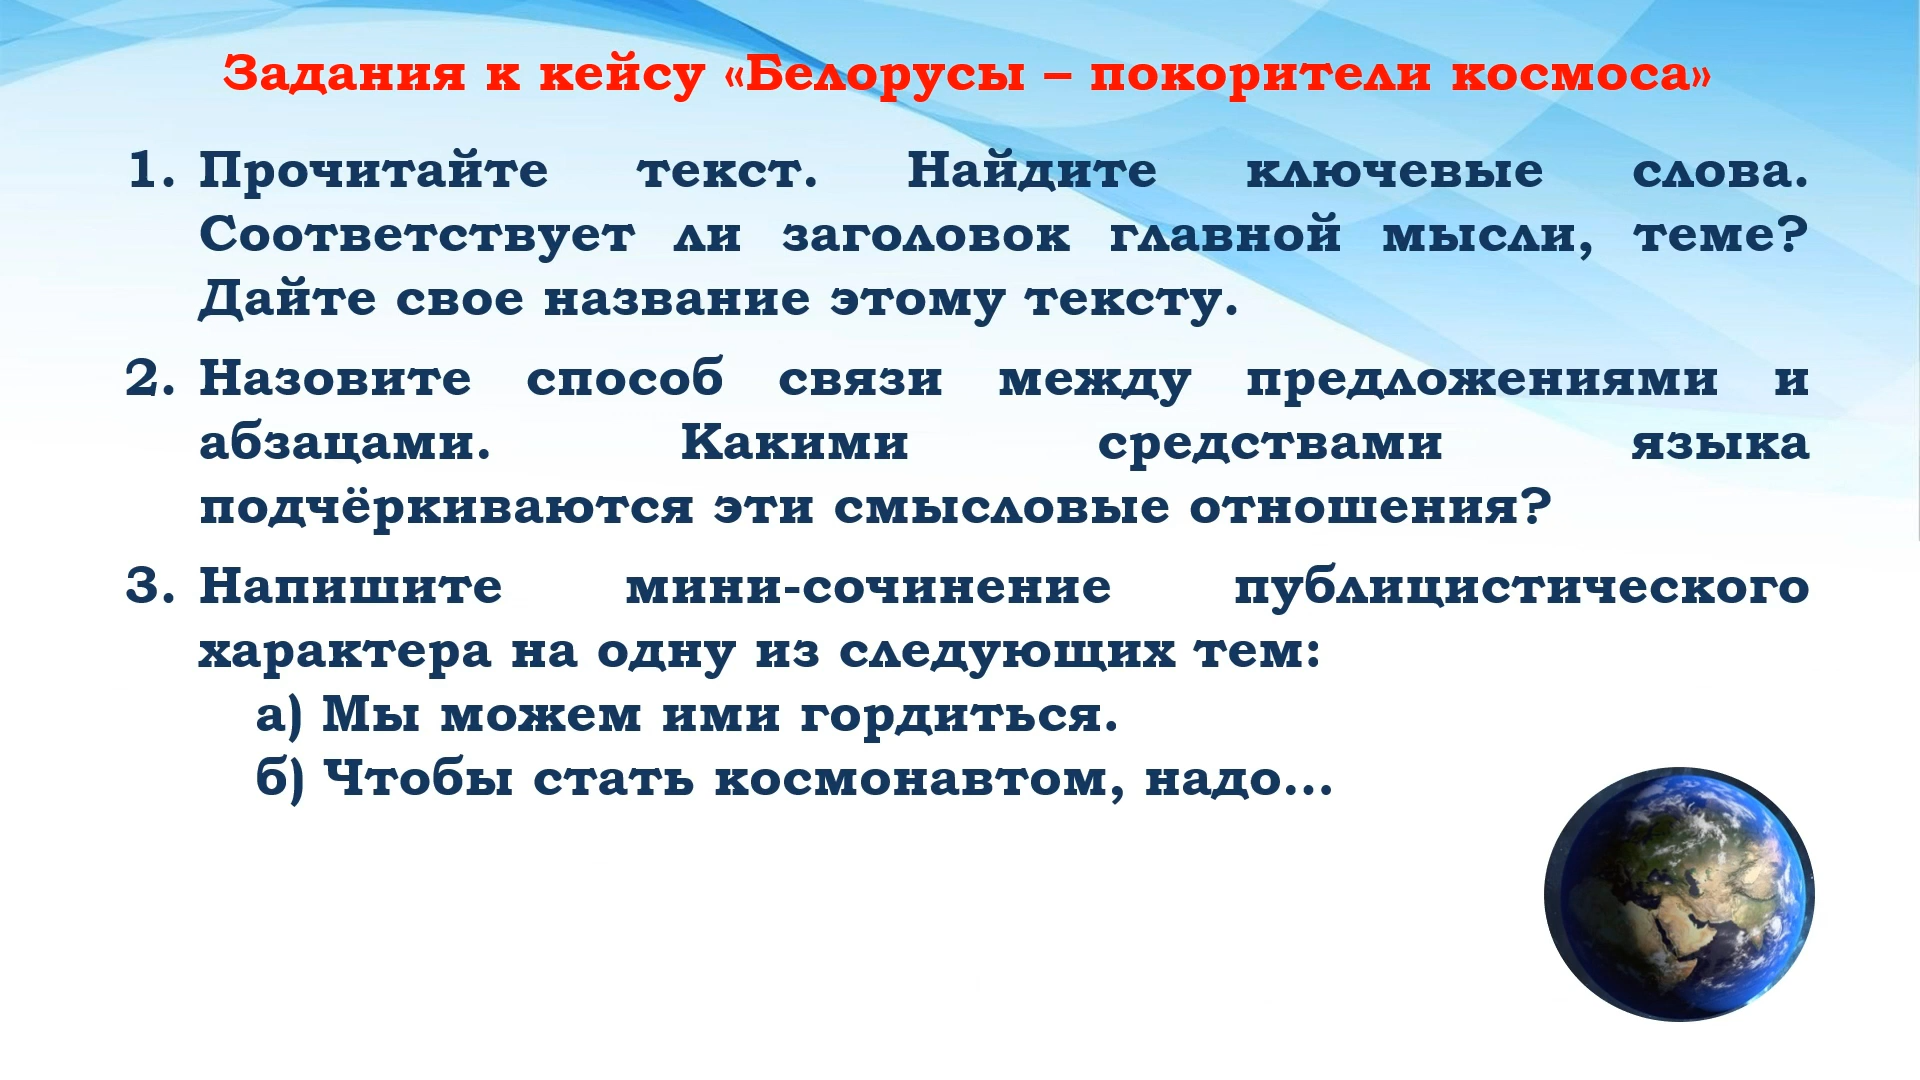 Задания к кейсу «Белорусы – покорители космоса»
1. Прочитайте текст. Найдите ключевые слова.
Соответствует ли заголовок главной мысли, теме?
Дайте свое название этому тексту.
2. Назовите способ связи между предложениями и
абзацами. Какими средствами языка
подчёркиваются эти смысловые отношения?
3. Напишите мини-сочинение публицистического
характера на одну из следующих тем:
а) Мы можем ими гордиться.
б) Чтобы стать космонавтом, надо…